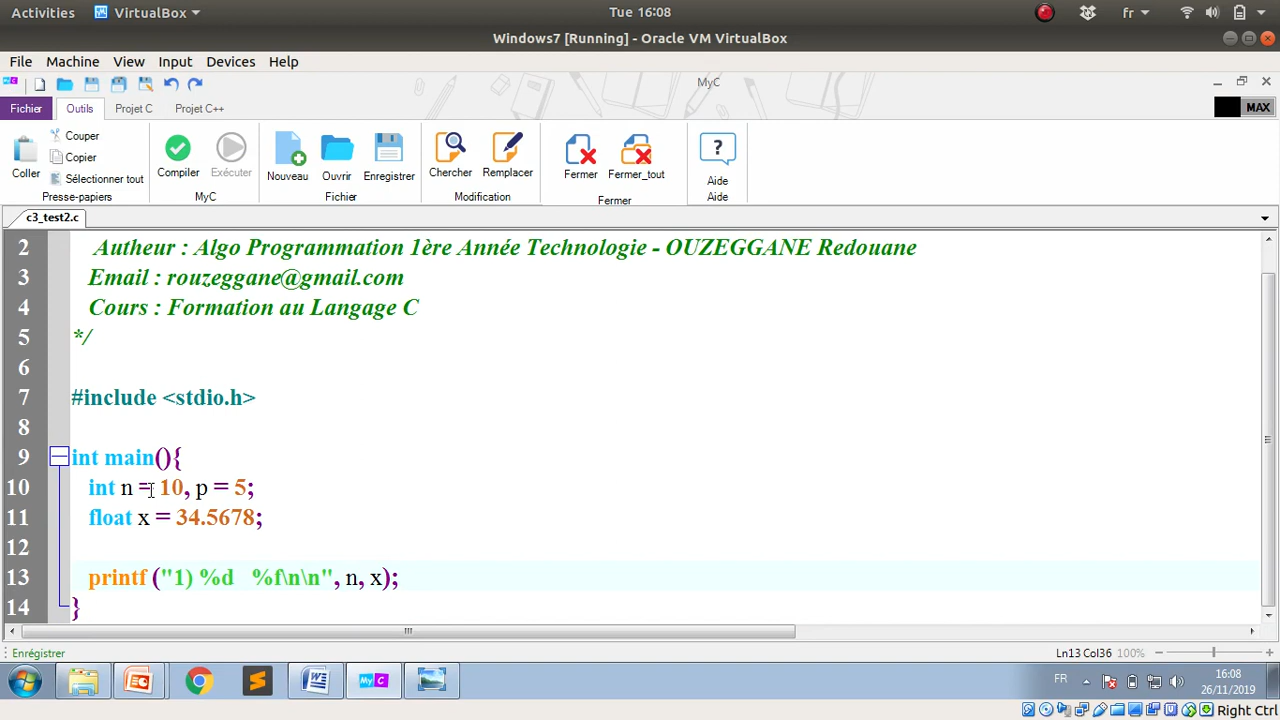 Activities VirtualBox Tue 16:08 fr
Windows7 [Running] - Oracle VM VirtualBox
File Machine View Input Devices Help
MyC
Fichier Outils Projet C Projet C++ MAX
Coller Couper Copier Sélectionner tout
Compiler Exécuter Nouveau Ouvrir Enregistrer Chercher Remplacer Fermer Fermer_tout Aide
Presse-papiers MyC Fichier Modification Fermer Aide
c3_test2.c
2 Autheur : Algo Programmation 1ère Année Technologie - OUZEGGANE Redouane
3 Email : rouzeggane@gmail.com
4 Cours : Formation au Langage C
5 */
6
7 #include <stdio.h>
8
9 int main(){
10 int n = 10, p = 5;
11 float x = 34.5678;
12
13 printf ("1) %d   %f\n\n", n, x);
14 }
Enrégistrer Ln13 Col36 100%
FR 16:08
26/11/2019
Right Ctrl